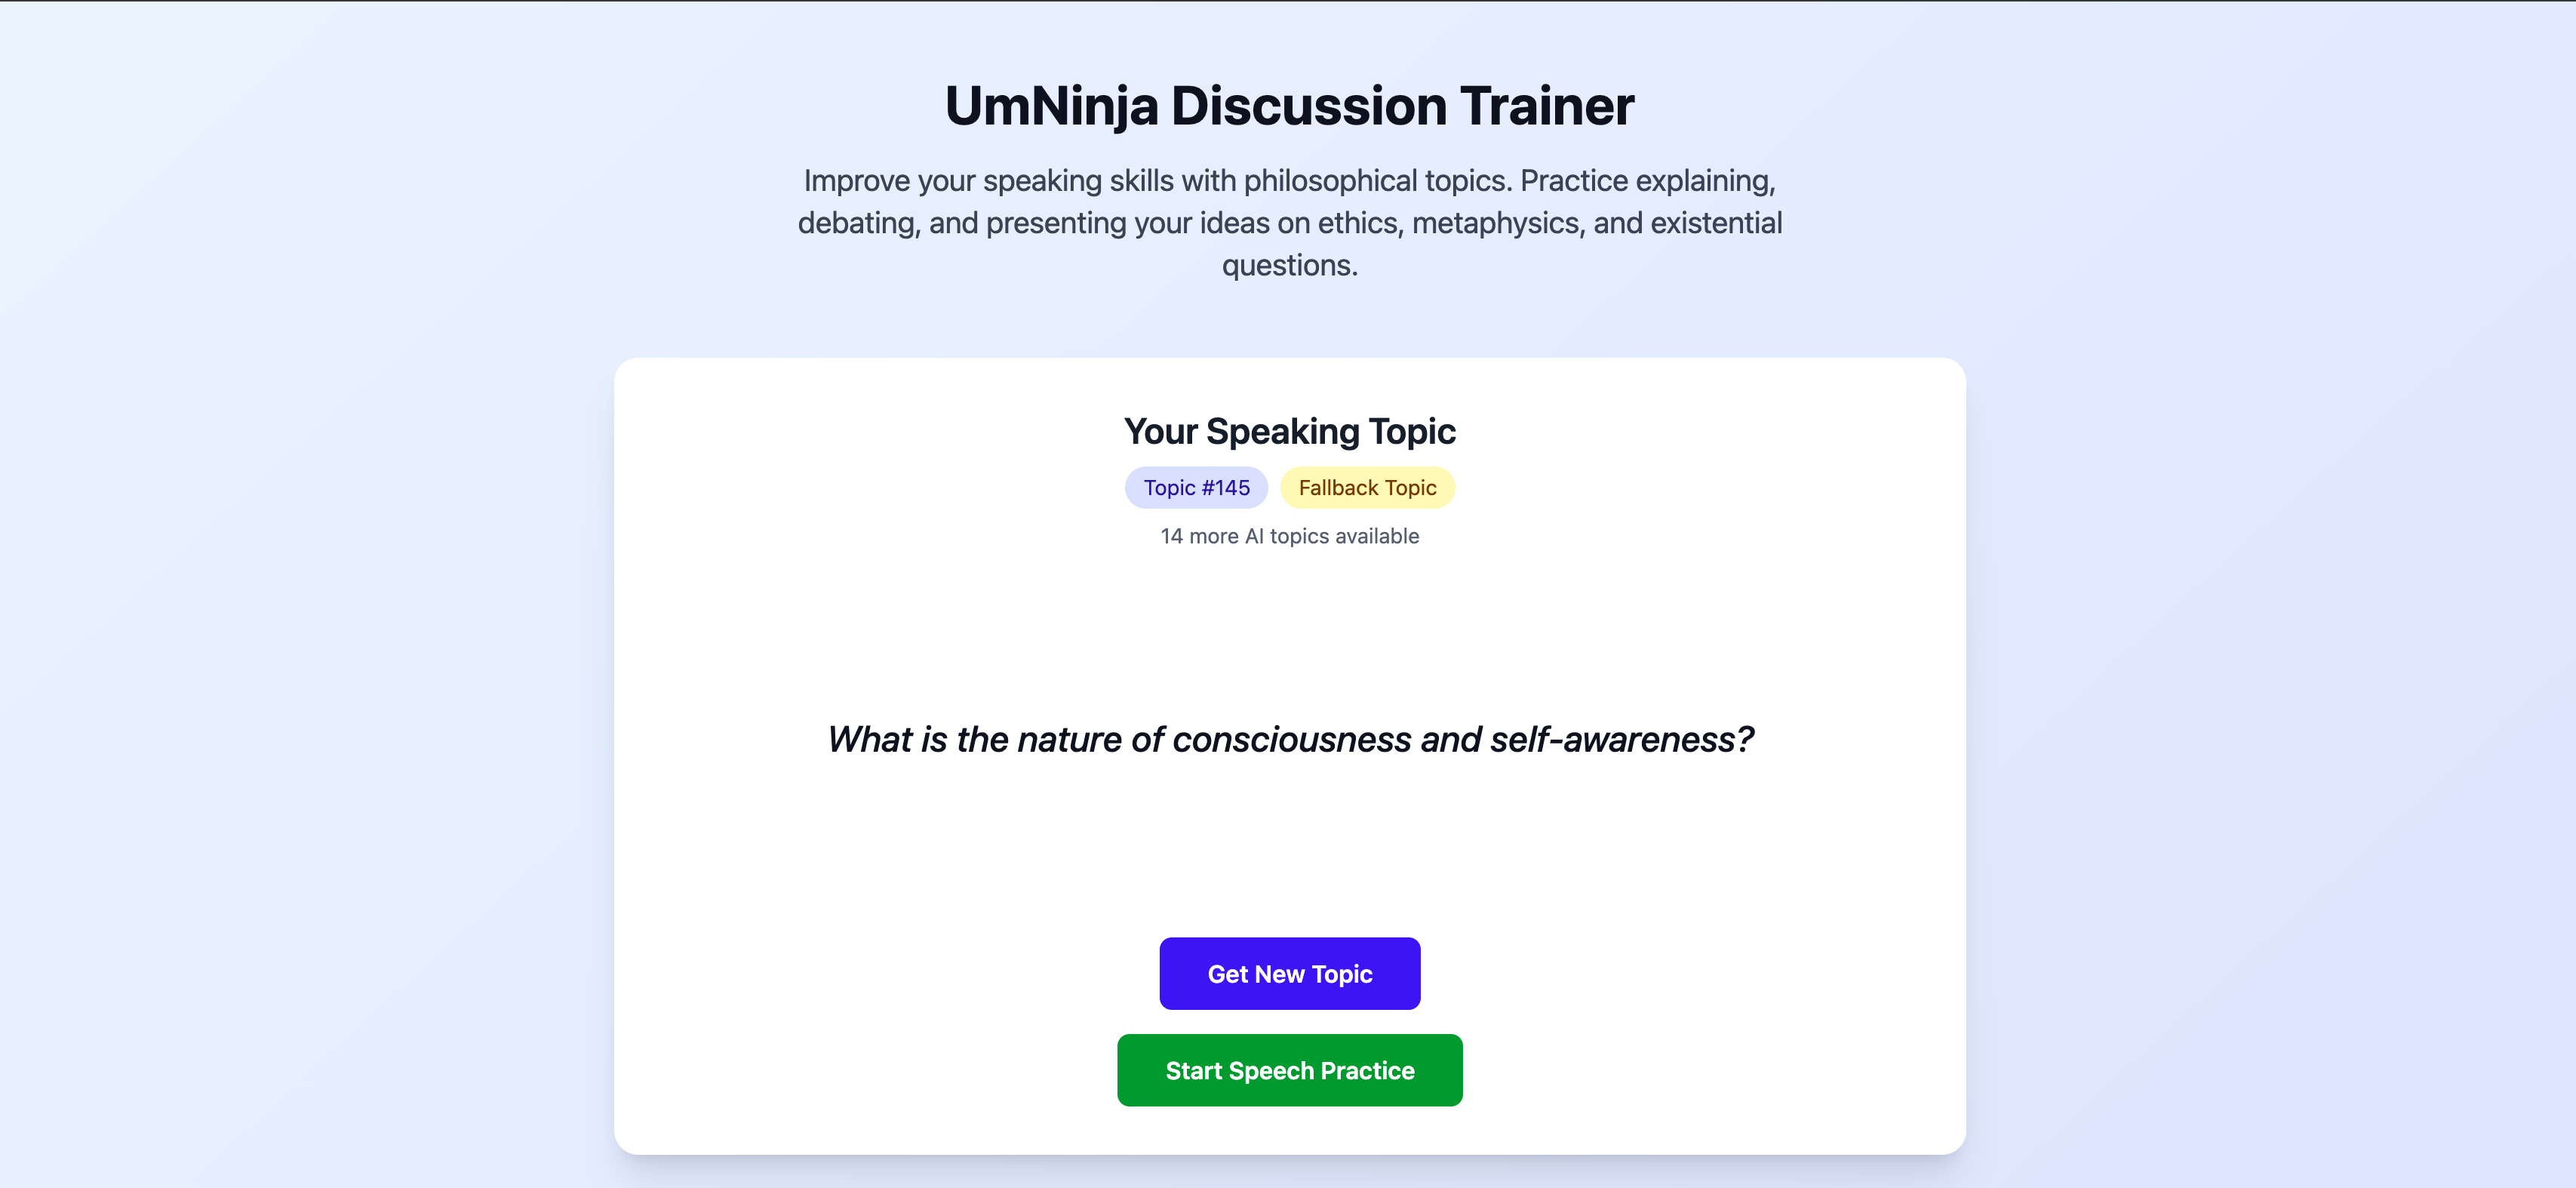 UmNinja Discussion Trainer
Improve your speaking skills with philosophical topics. Practice explaining,
debating, and presenting your ideas on ethics, metaphysics, and existential
questions.
Your Speaking Topic
Topic #145 Fallback Topic
14 more AI topics available
What is the nature of consciousness and self-awareness?
Get New Topic
Start Speech Practice